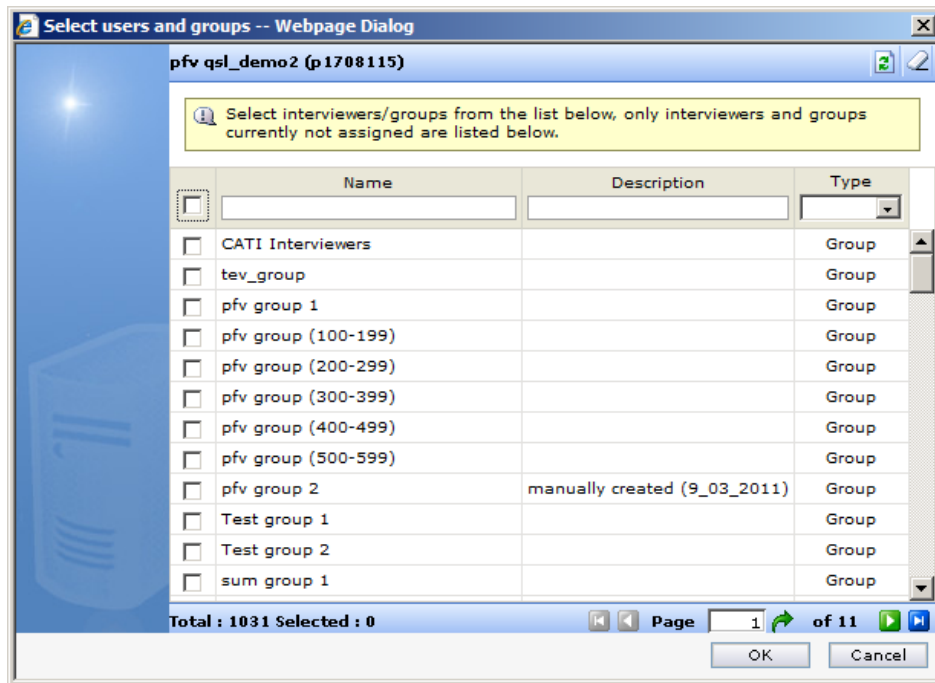 Select users and groups -- Webpage Dialog
pfv qsl_demo2 (p1708115)
Select interviewers/groups from the list below, only interviewers and groups
currently not assigned are listed below.
Name Description Type
CATI Interviewers Group
tev_group Group
pfv group 1 Group
pfv group (100-199) Group
pfv group (200-299) Group
pfv group (300-399) Group
pfv group (400-499) Group
pfv group (500-599) Group
pfv group 2 manually created (9_03_2011) Group
Test group 1 Group
Test group 2 Group
sum group 1 Group
Total : 1031 Selected : 0 Page 1 of 11
OK Cancel